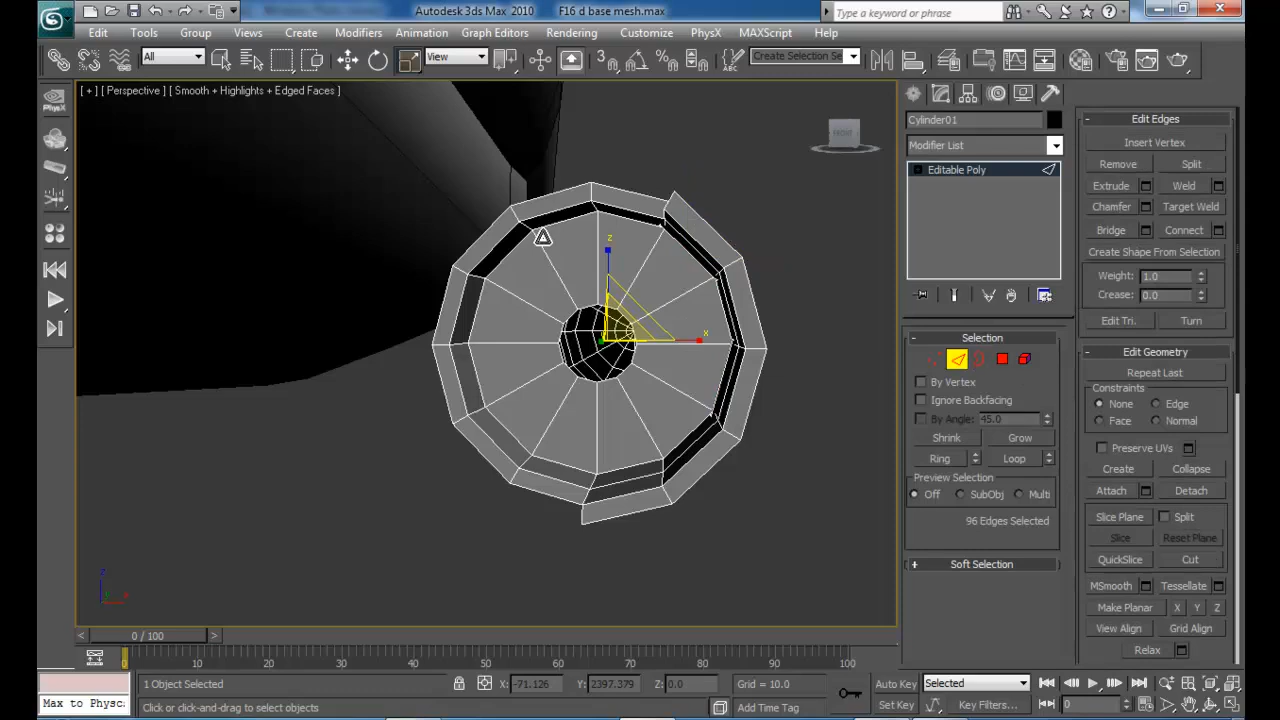 Autodesk 3ds Max 2010
F16 d base mesh.max
Type a keyword or phrase
Edit
Tools
Group
Views
Create
Modifiers
Animation
Graph Editors
Rendering
Customize
PhysX
MAXScript
Help
All
View
3
Create Selection Se
[ + ] [ Perspective ] [ Smooth + Highlights + Edged Faces ]
PhysX
Cylinder01
Modifier List
Editable Poly
Edit Edges
Insert Vertex
Remove
Split
Extrude
Weld
Chamfer
Target Weld
Bridge
Connect
Create Shape From Selection
Weight: 1.0
Crease: 0.0
Edit Tri.
Turn
z
x
Selection
By Vertex
Ignore Backfacing
By Angle: 45.0
Shrink
Grow
Ring
Loop
Preview Selection
Off
SubObj
Multi
96 Edges Selected
Soft Selection
Edit Geometry
Repeat Last
Constraints
None
Edge
Face
Normal
Preserve UVs
Create
Collapse
Attach
Detach
Slice Plane
Split
Slice
Reset Plane
QuickSlice
Cut
MSmooth
Tessellate
Make Planar
X
Y
Z
View Align
Grid Align
Relax
0 / 100
0 10 20 30 40 50 60 70 80 90 100
1 Object Selected
X: -71.126
Y: 2397.379
Z: 0.0
Grid = 10.0
Auto Key
Selected
Max to Physc:
Click or click-and-drag to select objects
Add Time Tag
Set Key
Key Filters...
0